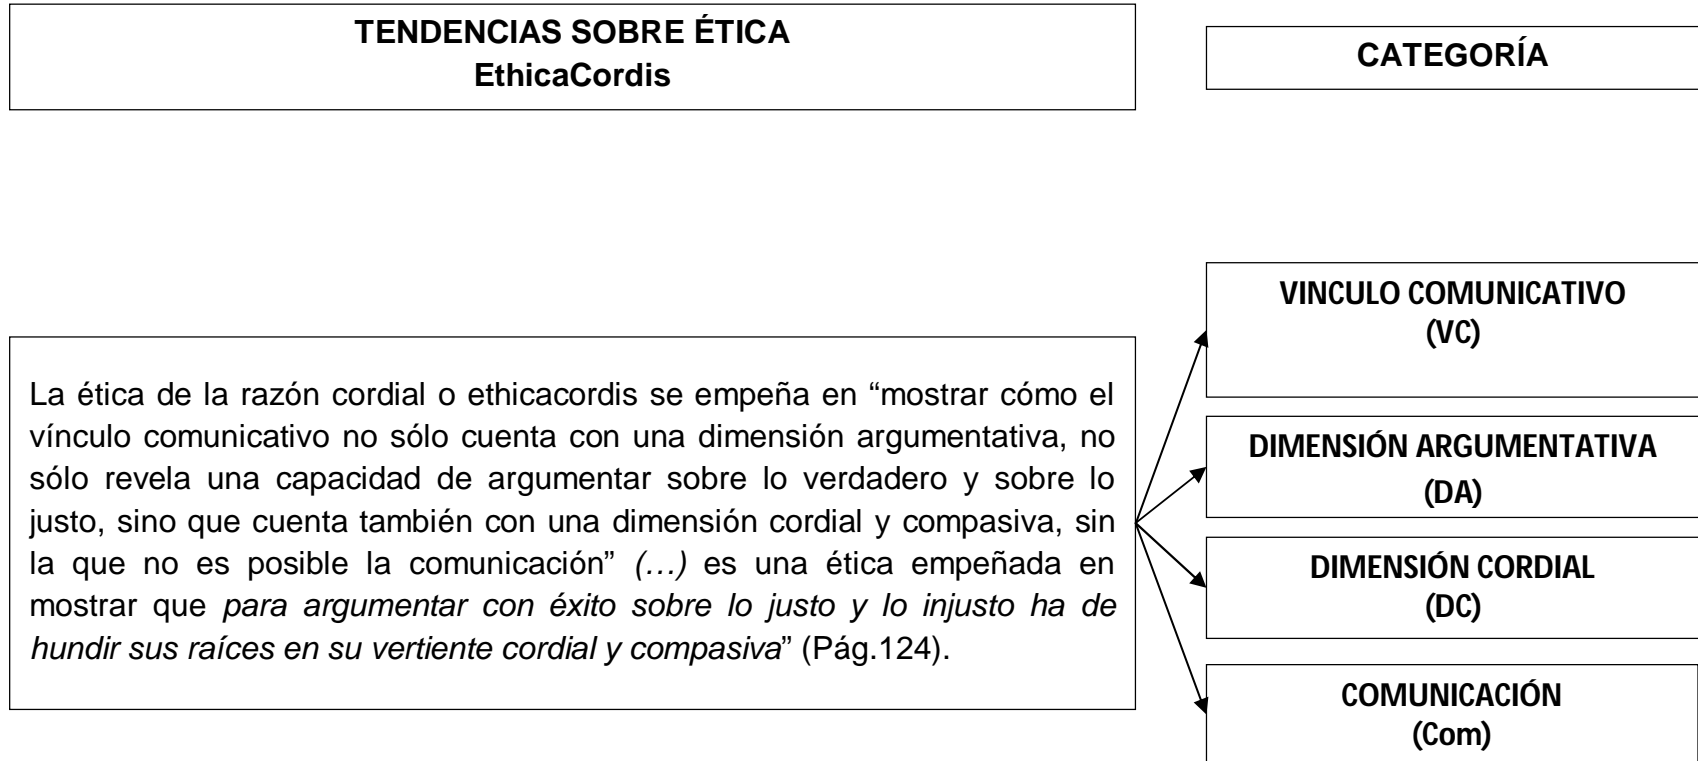 TENDENCIAS SOBRE ÉTICA
EthicaCordis
CATEGORÍA
La ética de la razón cordial o ethicacordis se empeña en “mostrar cómo el
vínculo comunicativo no sólo cuenta con una dimensión argumentativa, no
sólo revela una capacidad de argumentar sobre lo verdadero y sobre lo
justo, sino que cuenta también con una dimensión cordial y compasiva, sin
la que no es posible la comunicación” (…) es una ética empeñada en
mostrar que para argumentar con éxito sobre lo justo y lo injusto ha de
hundir sus raíces en su vertiente cordial y compasiva” (Pág.124).
VINCULO COMUNICATIVO
(VC)
DIMENSIÓN ARGUMENTATIVA
(DA)
DIMENSIÓN CORDIAL
(DC)
COMUNICACIÓN
(Com)